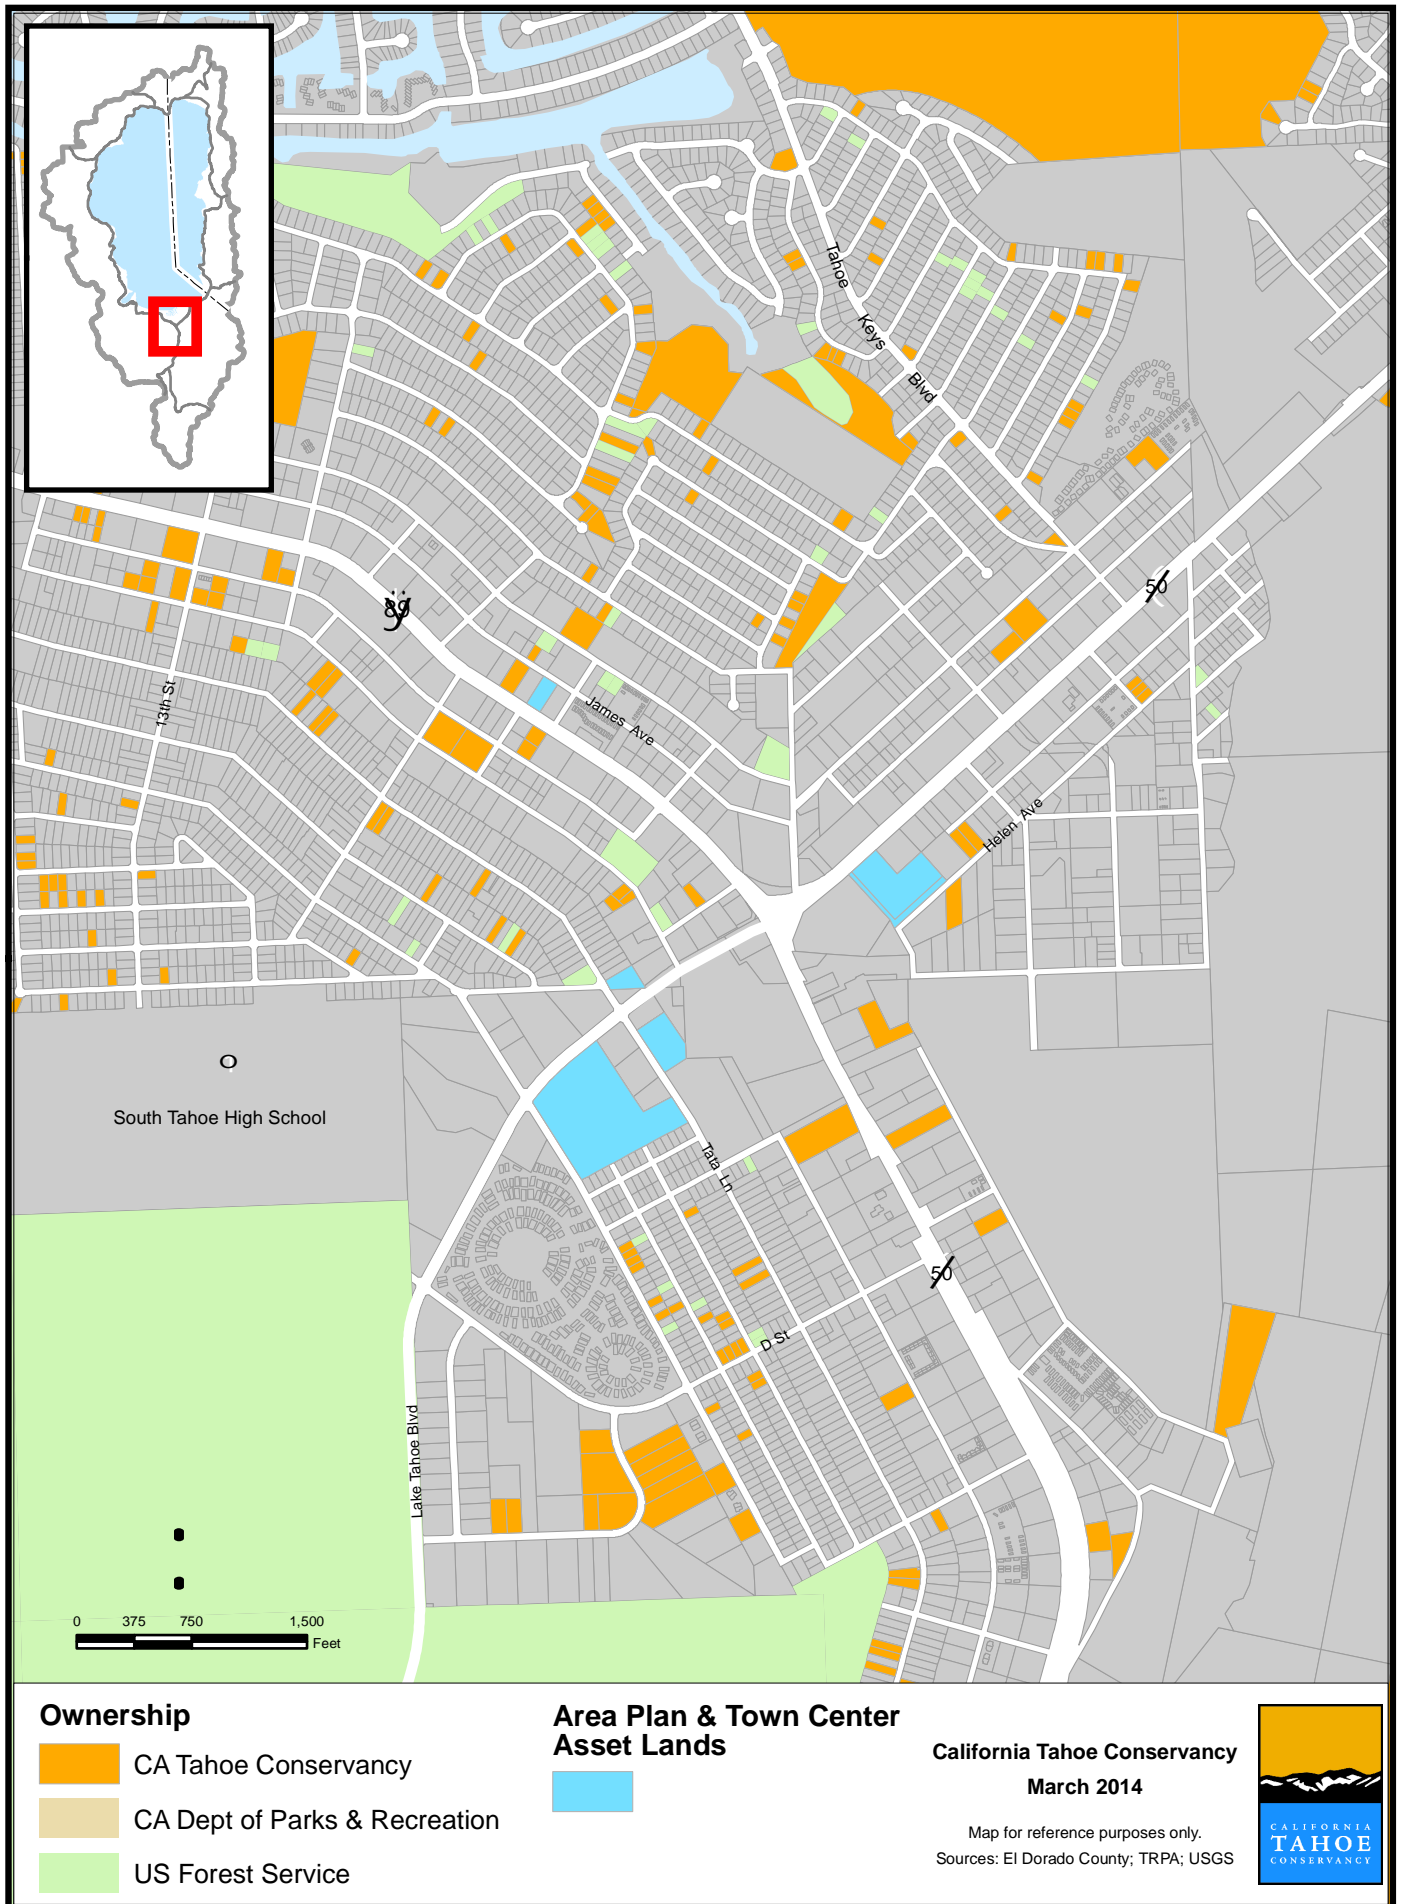 Tahoe
Keys
Blvd
50
89
13th St
James Ave
Helen Ave
South Tahoe High School
Tata Ln
50
D St
Lake Tahoe Blvd
0 375 750 1,500
Feet
Ownership
CA Tahoe Conservancy
CA Dept of Parks & Recreation
US Forest Service
Area Plan & Town Center
Asset Lands
California Tahoe Conservancy
March 2014
Map for reference purposes only.
Sources: El Dorado County; TRPA; USGS
CALIFORNIA
TAHOE
CONSERVANCY